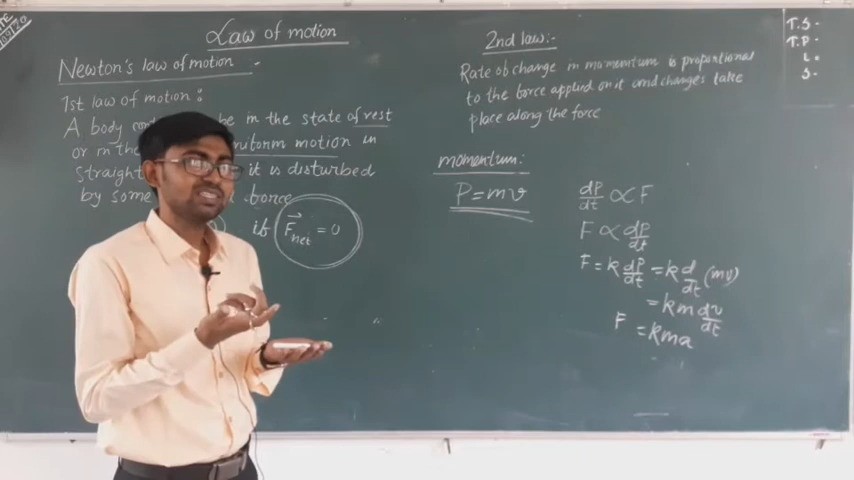 Law of motion
Newton's law of motion :-
1st law of motion :
A body be in the state of rest
or in the uniform motion in
straight it is disturbed
by some force
if F net = 0
2nd law:-
Rate of change in momentum is proportional
to the force applied on it and changes take
place along the force
momentum:
P = mv
dP/dt ∝ F
F ∝ dP/dt
F = k dP/dt = k d/dt (mv)
= km dv/dt
F = kma
T.S-
T.P-
L.
S-